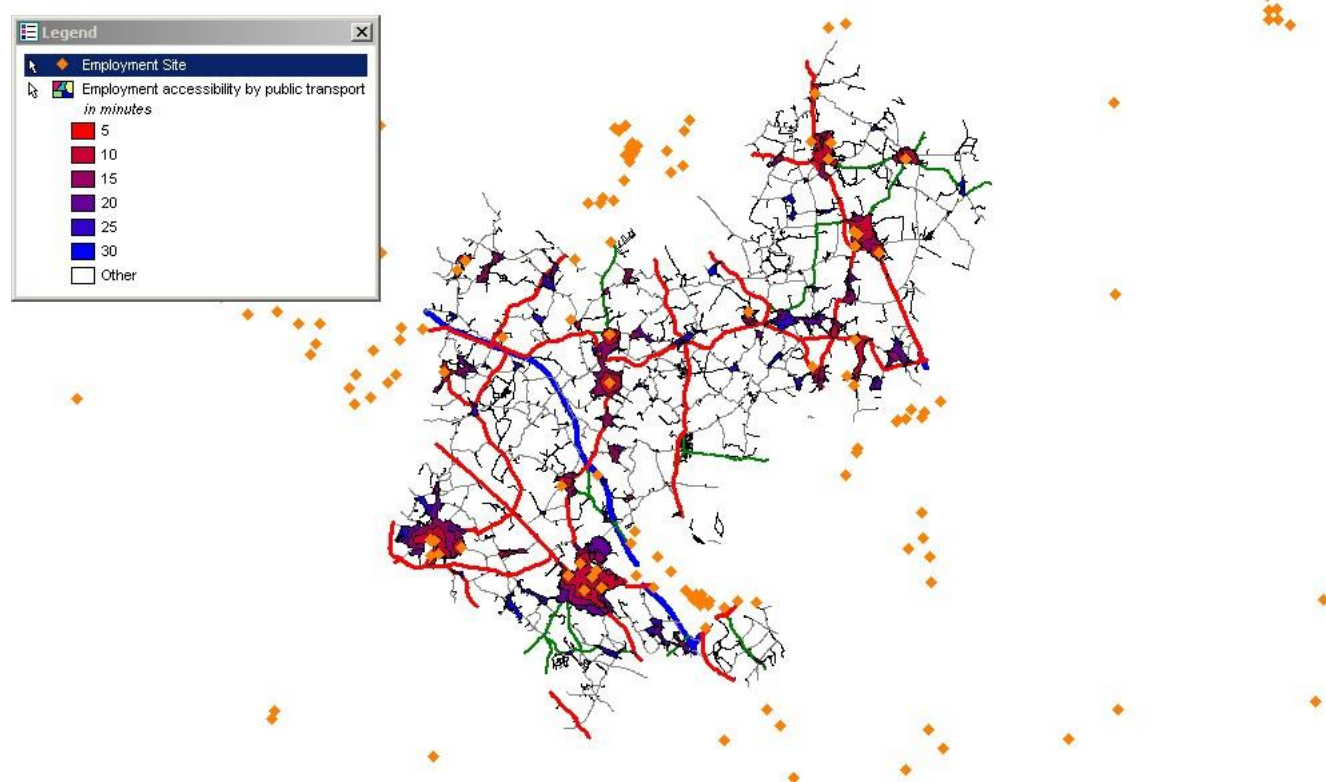 Legend
Employment Site
Employment accessibility by public transport
in minutes
5
10
15
20
25
30
Other